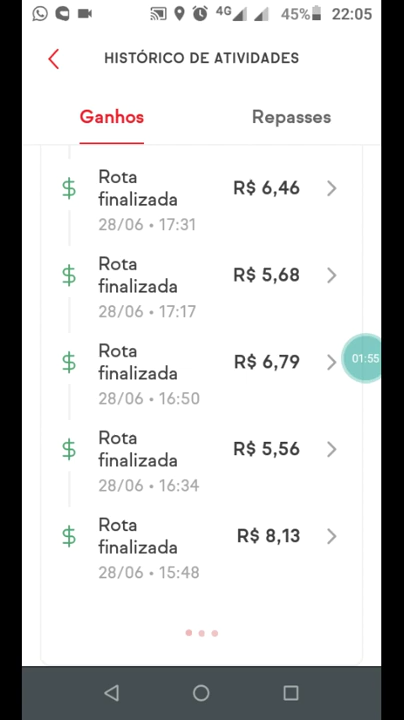 4G 45% 22:05
HISTÓRICO DE ATIVIDADES
Ganhos Repasses
Rota
finalizada
R$ 6,46
28/06 • 17:31
Rota
finalizada
R$ 5,68
28/06 • 17:17
Rota
finalizada
R$ 6,79
28/06 • 16:50
01:55
Rota
finalizada
R$ 5,56
28/06 • 16:34
Rota
finalizada
R$ 8,13
28/06 • 15:48